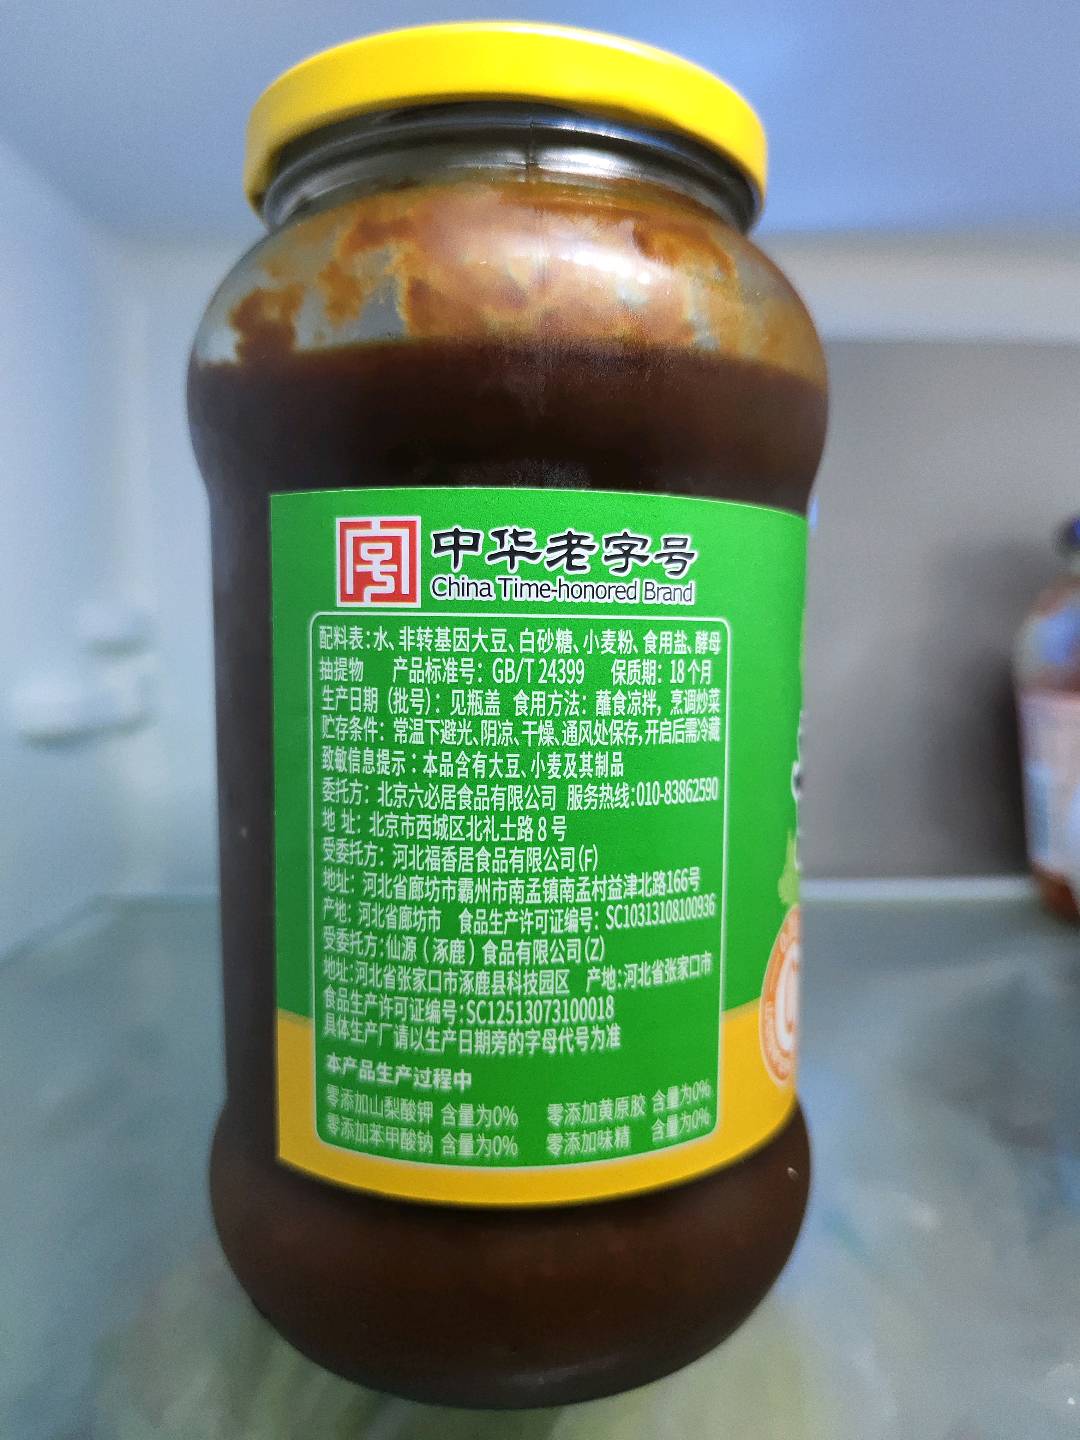 中华老字号
China Time-honored Brand
配料表:水、非转基因大豆、白砂糖、小麦粉、食用盐、酵母
抽提物 产品标准号：GB/T 24399 保质期：18个月
生产日期（批号）：见瓶盖 食用方法：蘸食凉拌，烹调炒菜
贮存条件：常温下避光、阴凉、干燥、通风处保存,开启后需冷藏
致敏信息提示：本品含有大豆、小麦及其制品
委托方：北京六必居食品有限公司 服务热线:010-83862590
地 址：北京市西城区北礼士路8号
受委托方：河北福香居食品有限公司(F)
地址：河北省廊坊市霸州市南孟镇南孟村益津北路166号
产地：河北省廊坊市 食品生产许可证编号：SC10313108100936
受委托方:仙源（涿鹿）食品有限公司(Z)
地址:河北省张家口市涿鹿县科技园区 产地:河北省张家口市
食品生产许可证编号:SC12513073100018
具体生产厂请以生产日期旁的字母代号为准
本产品生产过程中
零添加山梨酸钾 含量为0% 零添加黄原胶 含量为0%
零添加苯甲酸钠 含量为0% 零添加味精 含量为0%